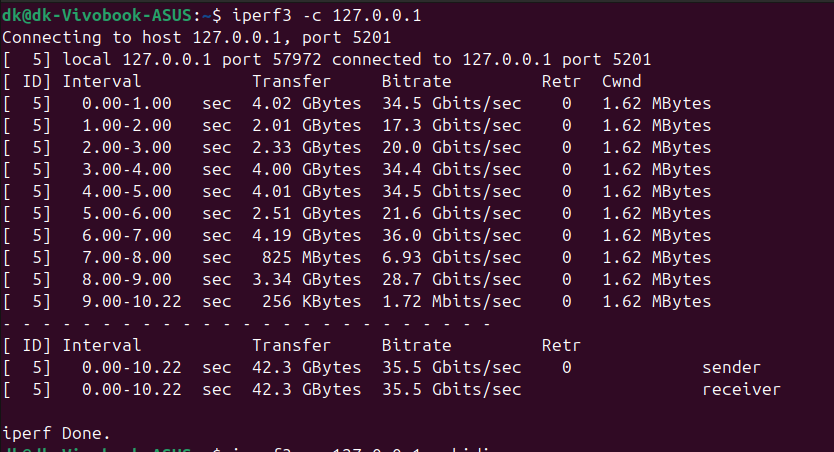 dk@dk-Vivobook-ASUS:~$ iperf3 -c 127.0.0.1
Connecting to host 127.0.0.1, port 5201
[  5] local 127.0.0.1 port 57972 connected to 127.0.0.1 port 5201
[ ID] Interval           Transfer     Bitrate         Retr  Cwnd
[  5]   0.00-1.00   sec  4.02 GBytes  34.5 Gbits/sec    0   1.62 MBytes
[  5]   1.00-2.00   sec  2.01 GBytes  17.3 Gbits/sec    0   1.62 MBytes
[  5]   2.00-3.00   sec  2.33 GBytes  20.0 Gbits/sec    0   1.62 MBytes
[  5]   3.00-4.00   sec  4.00 GBytes  34.4 Gbits/sec    0   1.62 MBytes
[  5]   4.00-5.00   sec  4.01 GBytes  34.5 Gbits/sec    0   1.62 MBytes
[  5]   5.00-6.00   sec  2.51 GBytes  21.6 Gbits/sec    0   1.62 MBytes
[  5]   6.00-7.00   sec  4.19 GBytes  36.0 Gbits/sec    0   1.62 MBytes
[  5]   7.00-8.00   sec   825 MBytes  6.93 Gbits/sec    0   1.62 MBytes
[  5]   8.00-9.00   sec  3.34 GBytes  28.7 Gbits/sec    0   1.62 MBytes
[  5]   9.00-10.22  sec   256 KBytes  1.72 Mbits/sec    0   1.62 MBytes
- - - - - - - - - - - - - - - - - - - - - - - - -
[ ID] Interval           Transfer     Bitrate         Retr
[  5]   0.00-10.22  sec  42.3 GBytes  35.5 Gbits/sec    0             sender
[  5]   0.00-10.22  sec  42.3 GBytes  35.5 Gbits/sec                  receiver
iperf Done.
dk@dk-Vivobook-ASUS:~$ iperf3 -c 127.0.0.1